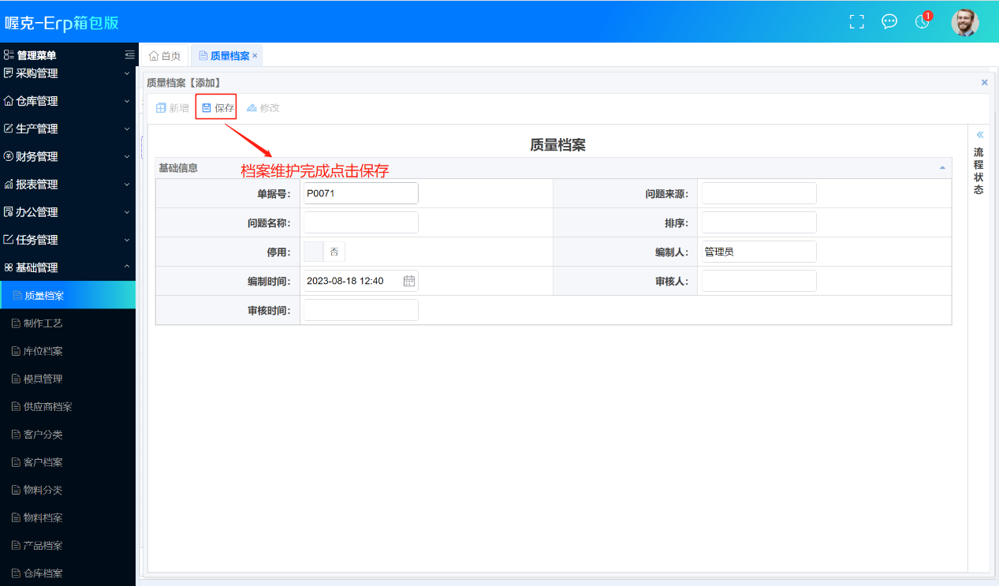 喔克-Erp箱包版
1
管理菜单
采购管理
仓库管理
生产管理
财务管理
报表管理
办公管理
任务管理
基础管理
质量档案
制作工艺
库位档案
模具管理
供应商档案
客户分类
客户档案
物料分类
物料档案
产品档案
仓库档案
首页
质量档案 ×
质量档案【添加】 ×
新增 保存 修改
质量档案
基础信息
档案维护完成点击保存
单据号: P0071 问题来源:
问题名称: 排序:
停用: 否 编制人: 管理员
编制时间: 2023-08-18 12:40 审核人:
审核时间:
流程状态